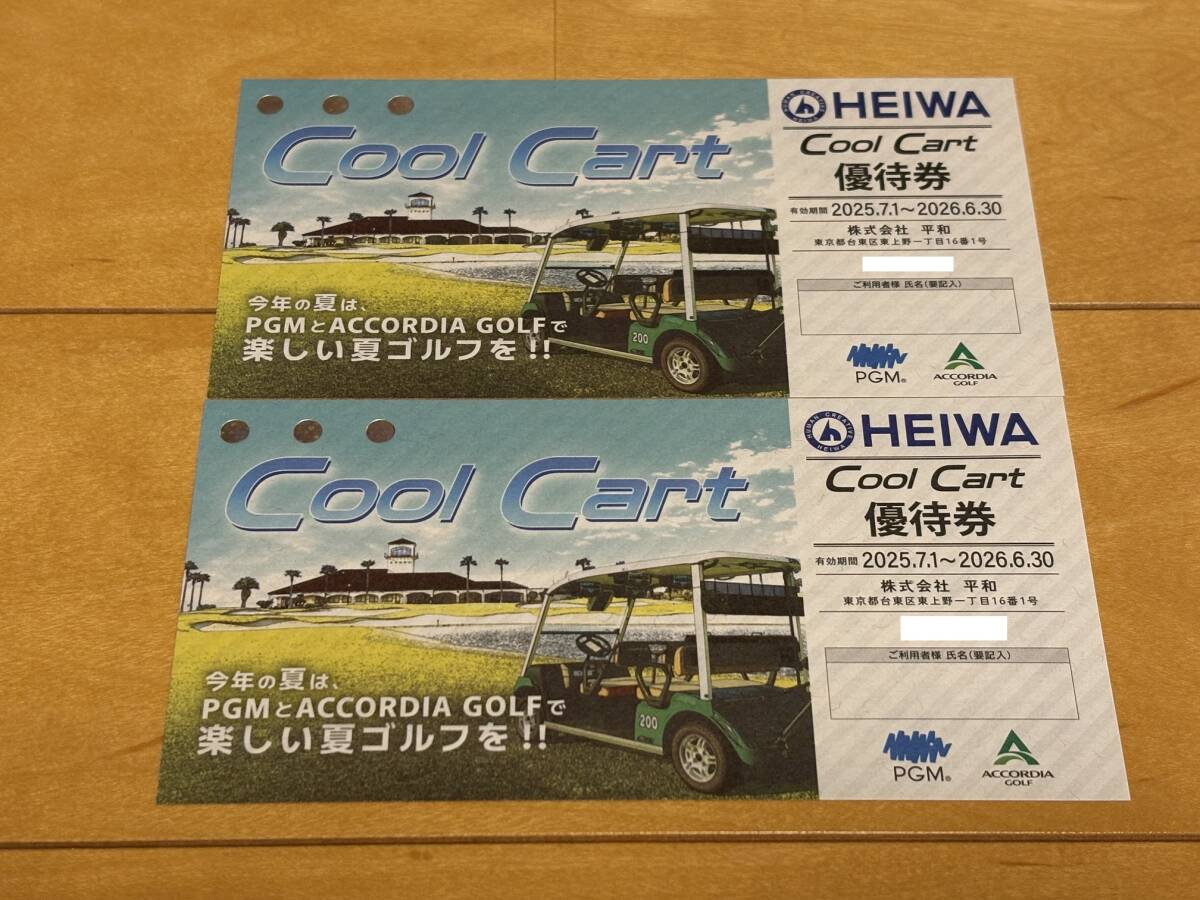 Cool Cart
今年の夏は、
PGMとACCORDIA GOLFで
楽しい夏ゴルフを!!
200
HEIWA
Cool Cart
優待券
有効期間 2025.7.1～2026.6.30
株式会社 平和
東京都台東区東上野一丁目16番1号
ご利用者様 氏名(要記入)
PGM®
ACCORDIA
GOLF
Cool Cart
今年の夏は、
PGMとACCORDIA GOLFで
楽しい夏ゴルフを!!
200
HUMAN CREATIVE
HEIWA
HEIWA
Cool Cart
優待券
有効期間 2025.7.1～2026.6.30
株式会社 平和
東京都台東区東上野一丁目16番1号
ご利用者様 氏名(要記入)
PGM®
ACCORDIA
GOLF